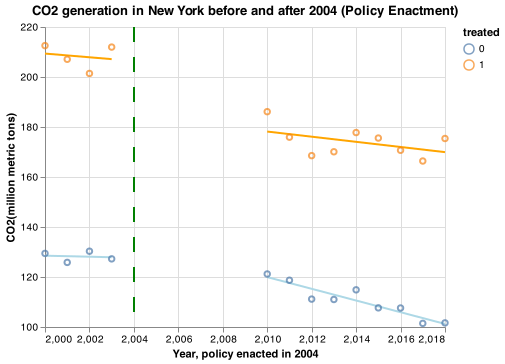 CO2 generation in New York before and after 2004 (Policy Enactment)
treated
0
1
CO2(million metric tons)
220
200
180
160
140
120
100
2,000 2,002 2,004 2,006 2,008 2,010 2,012 2,014 2,016 2,018
Year, policy enacted in 2004